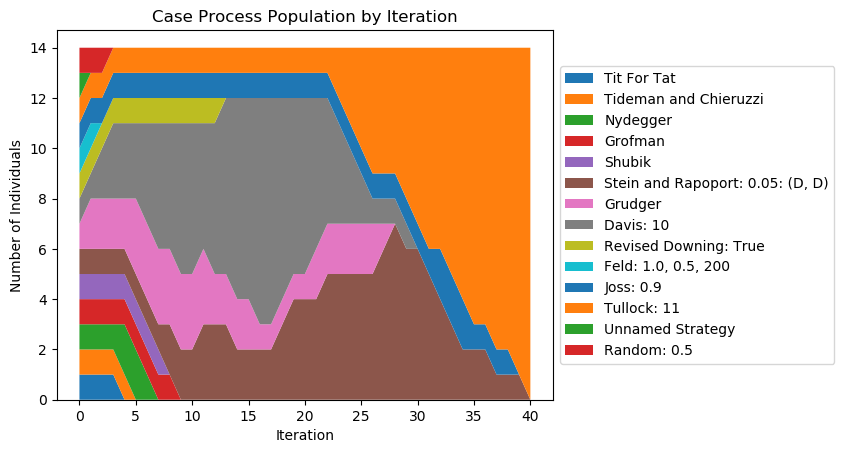 Case Process Population by Iteration
Number of Individuals
14
12
10
8
6
4
2
0
0 5 10 15 20 25 30 35 40
Iteration
Tit For Tat
Tideman and Chieruzzi
Nydegger
Grofman
Shubik
Stein and Rapoport: 0.05: (D, D)
Grudger
Davis: 10
Revised Downing: True
Feld: 1.0, 0.5, 200
Joss: 0.9
Tullock: 11
Unnamed Strategy
Random: 0.5